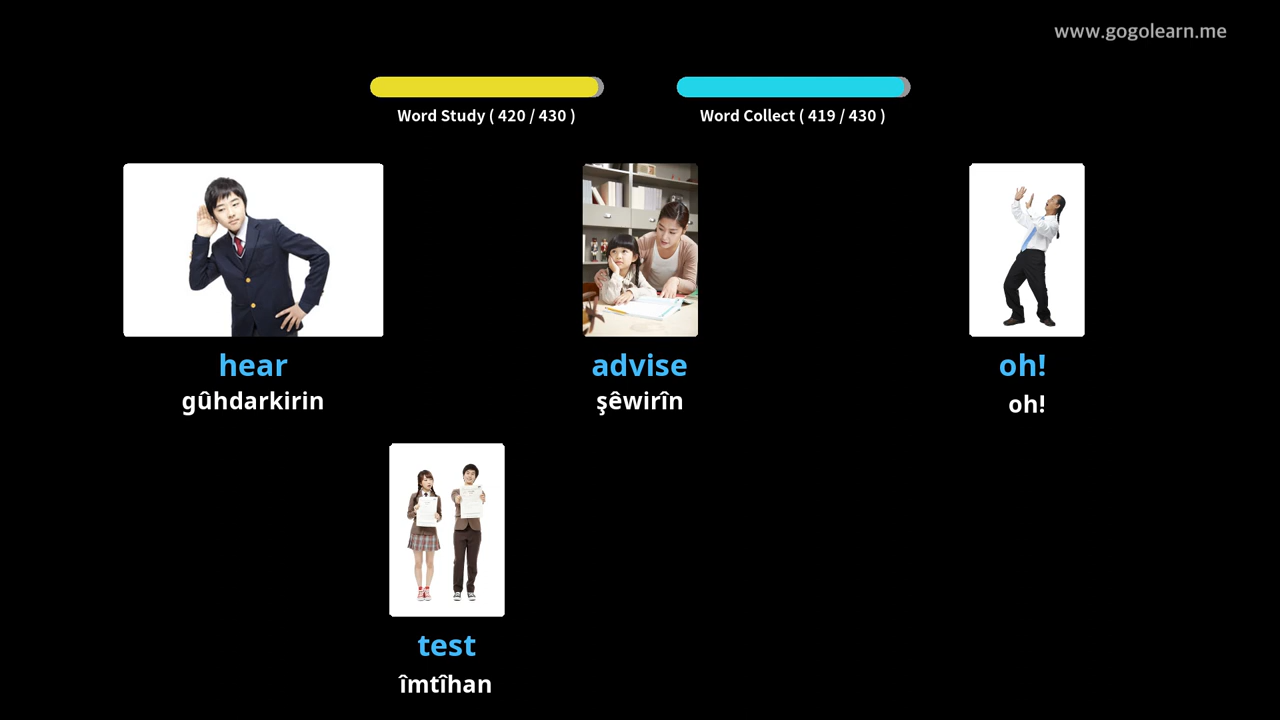 www.gogolearn.me
Word Study ( 420 / 430 )
Word Collect ( 419 / 430 )
hear
gûhdarkirin
advise
şêwirîn
oh!
oh!
test
îmtîhan